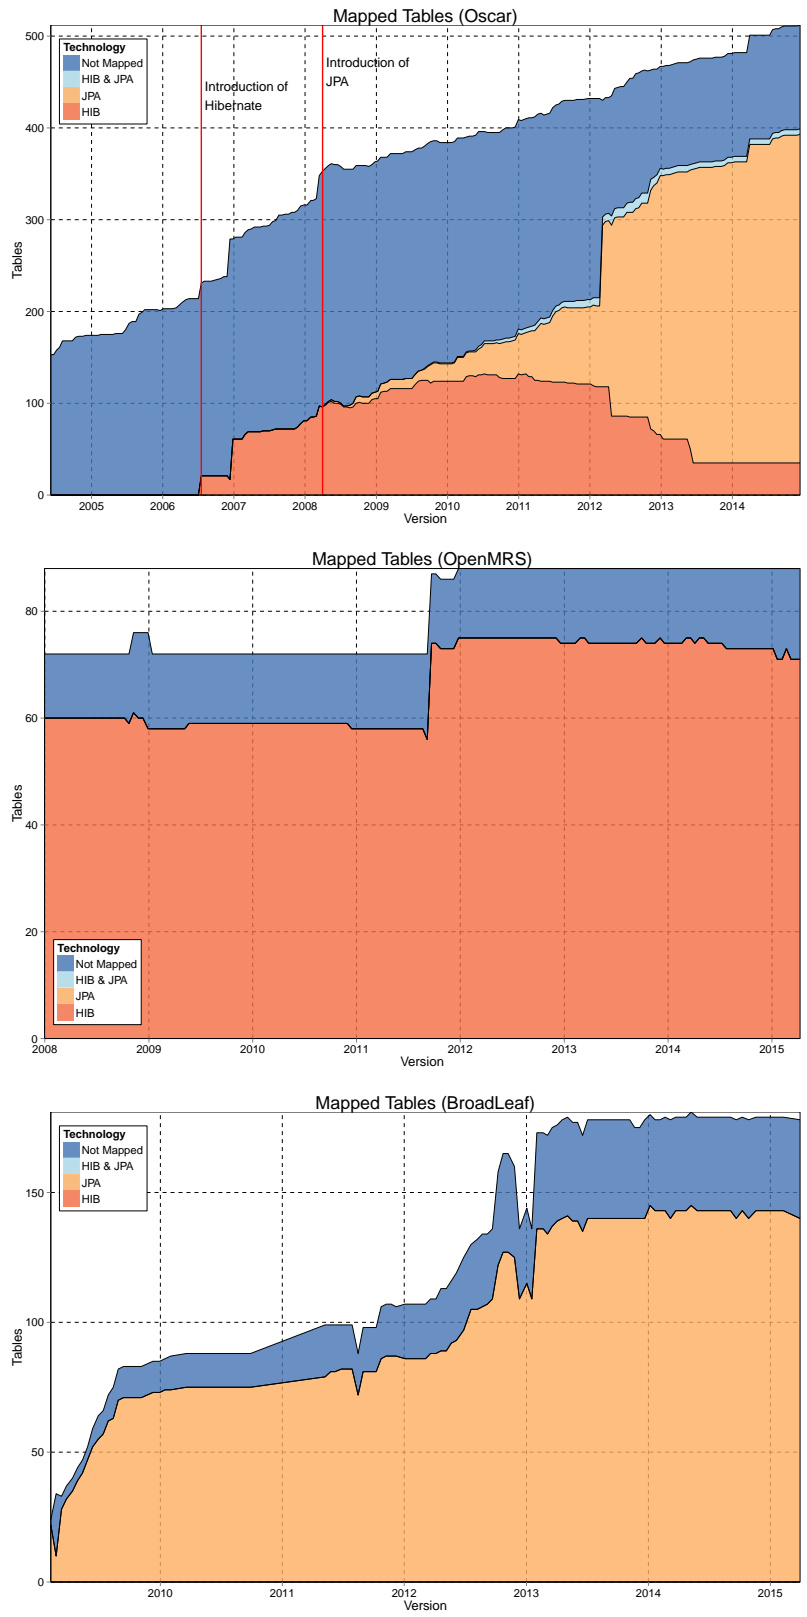 Mapped Tables (Oscar)
Technology
Not Mapped
HIB & JPA
JPA
HIB
Introduction of
Hibernate
Introduction of
JPA
500
400
300
200
100
0
Tables
2005 2006 2007 2008 2009 2010 2011 2012 2013 2014
Version
Mapped Tables (OpenMRS)
80
60
40
20
0
Tables
Technology
Not Mapped
HIB & JPA
JPA
HIB
2008 2009 2010 2011 2012 2013 2014 2015
Version
Mapped Tables (BroadLeaf)
Technology
Not Mapped
HIB & JPA
JPA
HIB
150
100
50
0
Tables
2010 2011 2012 2013 2014 2015
Version